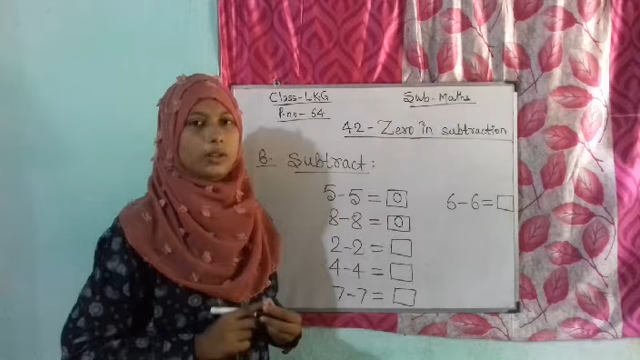 Class-LKG
Sub-Maths
P.no-54
42-Zero in subtraction
B. Subtract:
5-5=0
8-8=0
2-2=
4-4=
7-7=
6-6=